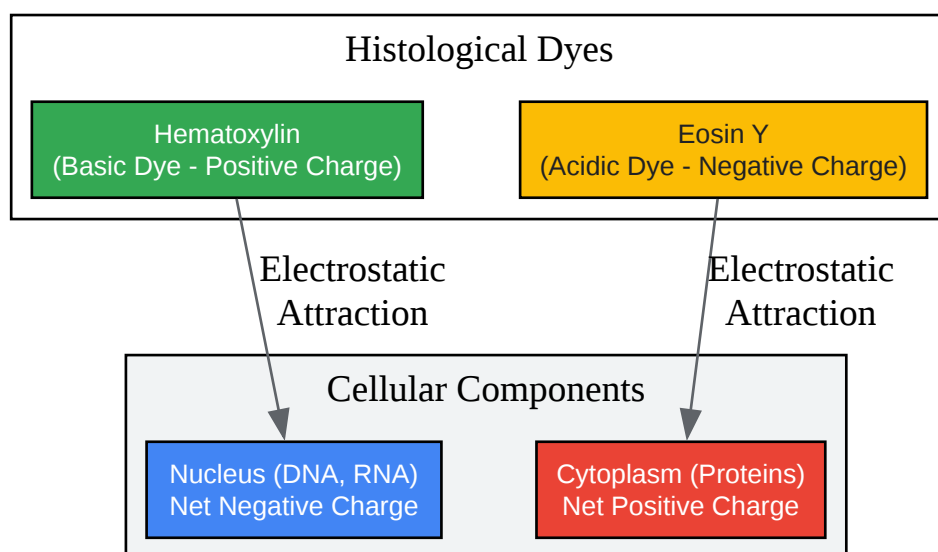 Histological Dyes
Hematoxylin
(Basic Dye - Positive Charge)
Eosin Y
(Acidic Dye - Negative Charge)
Electrostatic
Attraction
Electrostatic
Attraction
Cellular Components
Nucleus (DNA, RNA)
Net Negative Charge
Cytoplasm (Proteins)
Net Positive Charge